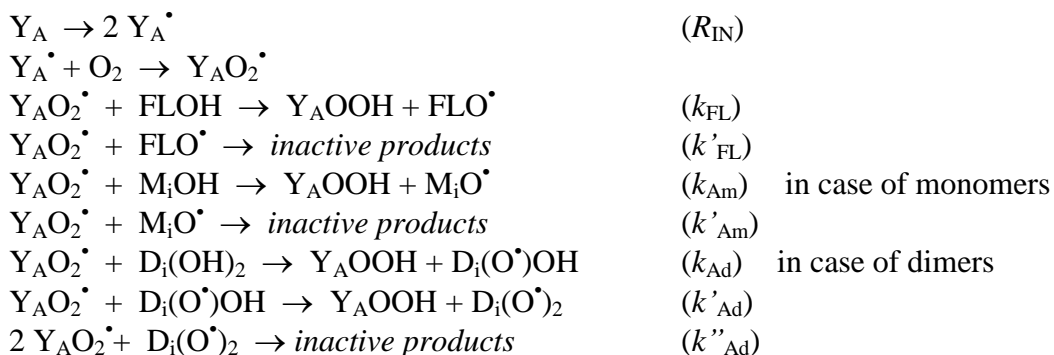 Y_A → 2 Y_A^• (R_IN)
Y_A^• + O_2 → Y_AO_2^•
Y_AO_2^• + FLOH → Y_AOOH + FLO^• (k_FL)
Y_AO_2^• + FLO^• → inactive products (k’_FL)
Y_AO_2^• + M_iOH → Y_AOOH + M_iO^• (k_Am) in case of monomers
Y_AO_2^• + M_iO^• → inactive products (k’_Am)
Y_AO_2^• + D_i(OH)_2 → Y_AOOH + D_i(O^•)OH (k_Ad) in case of dimers
Y_AO_2^• + D_i(O^•)OH → Y_AOOH + D_i(O^•)_2 (k’_Ad)
2 Y_AO_2^•+ D_i(O^•)_2 → inactive products (k”_Ad)